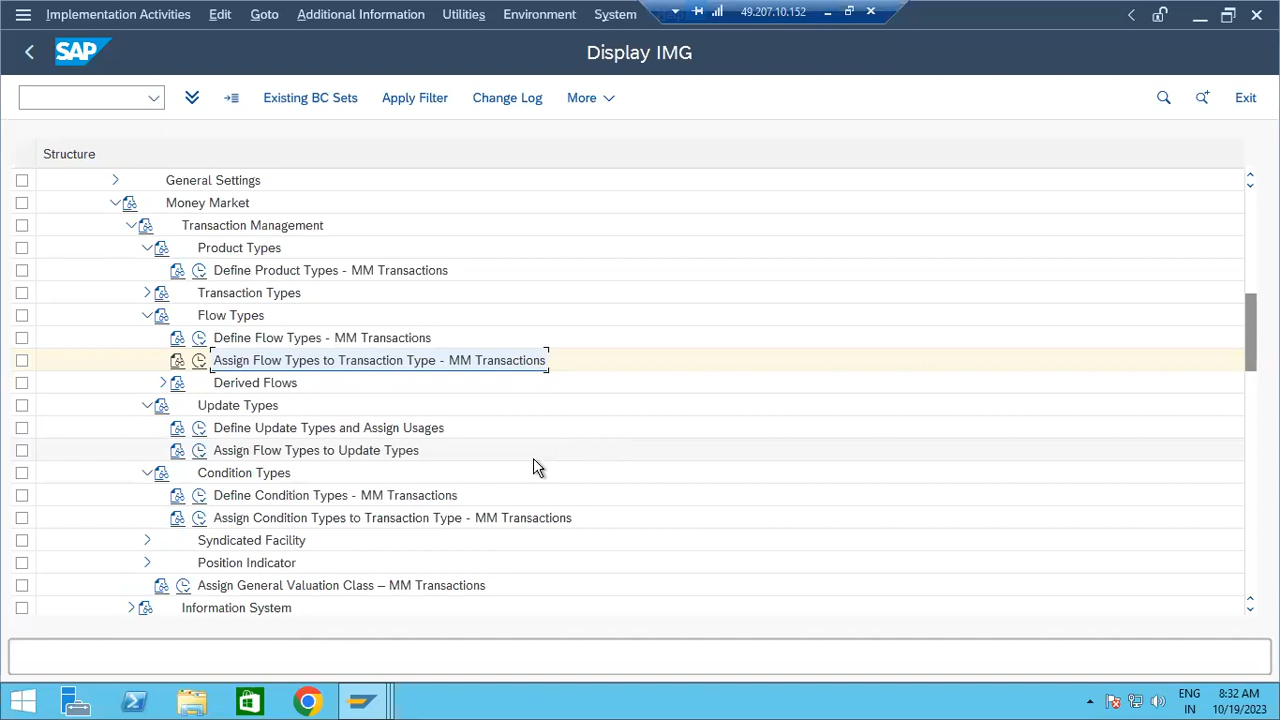 Implementation Activities Edit Goto Additional Information Utilities Environment System 49.207.10.152
SAP Display IMG
Existing BC Sets Apply Filter Change Log More Exit
Structure
General Settings
Money Market
Transaction Management
Product Types
Define Product Types - MM Transactions
Transaction Types
Flow Types
Define Flow Types - MM Transactions
Assign Flow Types to Transaction Type - MM Transactions
Derived Flows
Update Types
Define Update Types and Assign Usages
Assign Flow Types to Update Types
Condition Types
Define Condition Types - MM Transactions
Assign Condition Types to Transaction Type - MM Transactions
Syndicated Facility
Position Indicator
Assign General Valuation Class – MM Transactions
Information System
ENG 8:32 AM
IN 10/19/2023